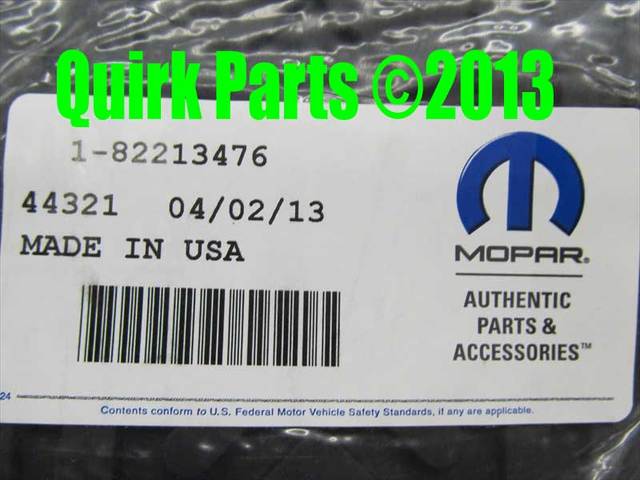 Quirk Parts ©2013
1-82213476
44321 04/02/13
MADE IN USA
MOPAR®
AUTHENTIC
PARTS &
ACCESSORIES™
24
Contents conform to U.S. Federal Motor Vehicle Safety Standards, if any are applicable.